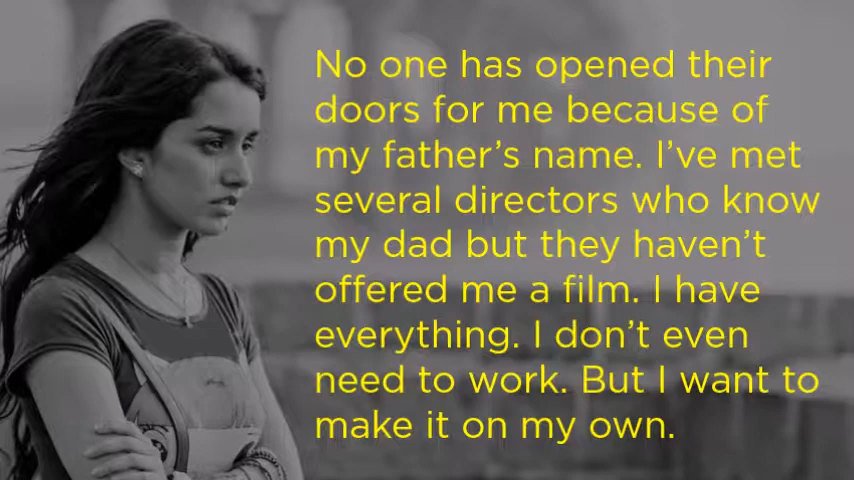 No one has opened their
doors for me because of
my father’s name. I’ve met
several directors who know
my dad but they haven’t
offered me a film. I have
everything. I don’t even
need to work. But I want to
make it on my own.